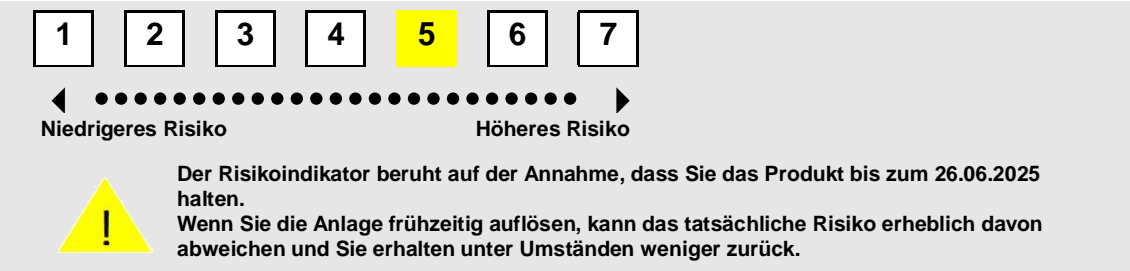 1 2 3 4 5 6 7
Niedrigeres Risiko Höheres Risiko
Der Risikoindikator beruht auf der Annahme, dass Sie das Produkt bis zum 26.06.2025
halten.
Wenn Sie die Anlage frühzeitig auflösen, kann das tatsächliche Risiko erheblich davon
abweichen und Sie erhalten unter Umständen weniger zurück.
!